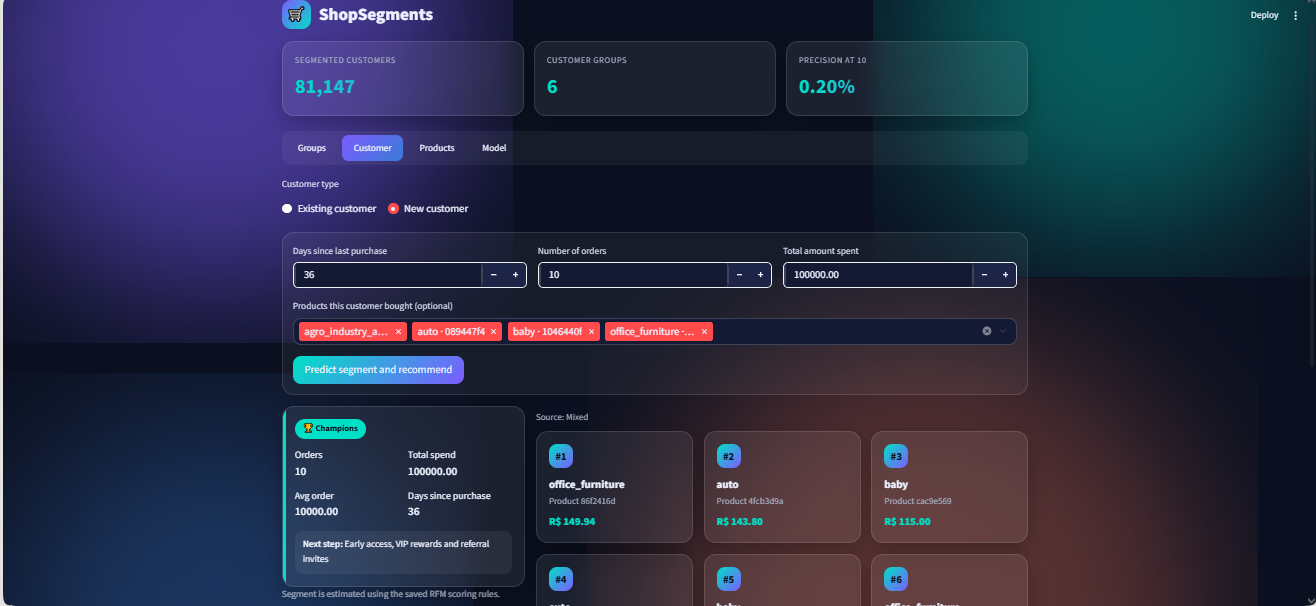 ShopSegments
Deploy
SEGMENTED CUSTOMERS
81,147
CUSTOMER GROUPS
6
PRECISION AT 10
0.20%
Groups Customer Products Model
Customer type
Existing customer New customer
Days since last purchase
36 − +
Number of orders
10 − +
Total amount spent
100000.00 − +
Products this customer bought (optional)
agro_industry_a... × auto · 089447f4 × baby · 1046440f × office_furniture ·... ×
Predict segment and recommend
🏆 Champions
Orders Total spend
10 100000.00
Avg order Days since purchase
10000.00 36
Next step: Early access, VIP rewards and referral
invites
Segment is estimated using the saved RFM scoring rules.
Source: Mixed
#1
office_furniture
Product 86f2416d
R$ 149.94
#2
auto
Product 4fcb3d9a
R$ 143.80
#3
baby
Product cac9e569
R$ 115.00
#4
auto
#5
baby
#6
office_furniture